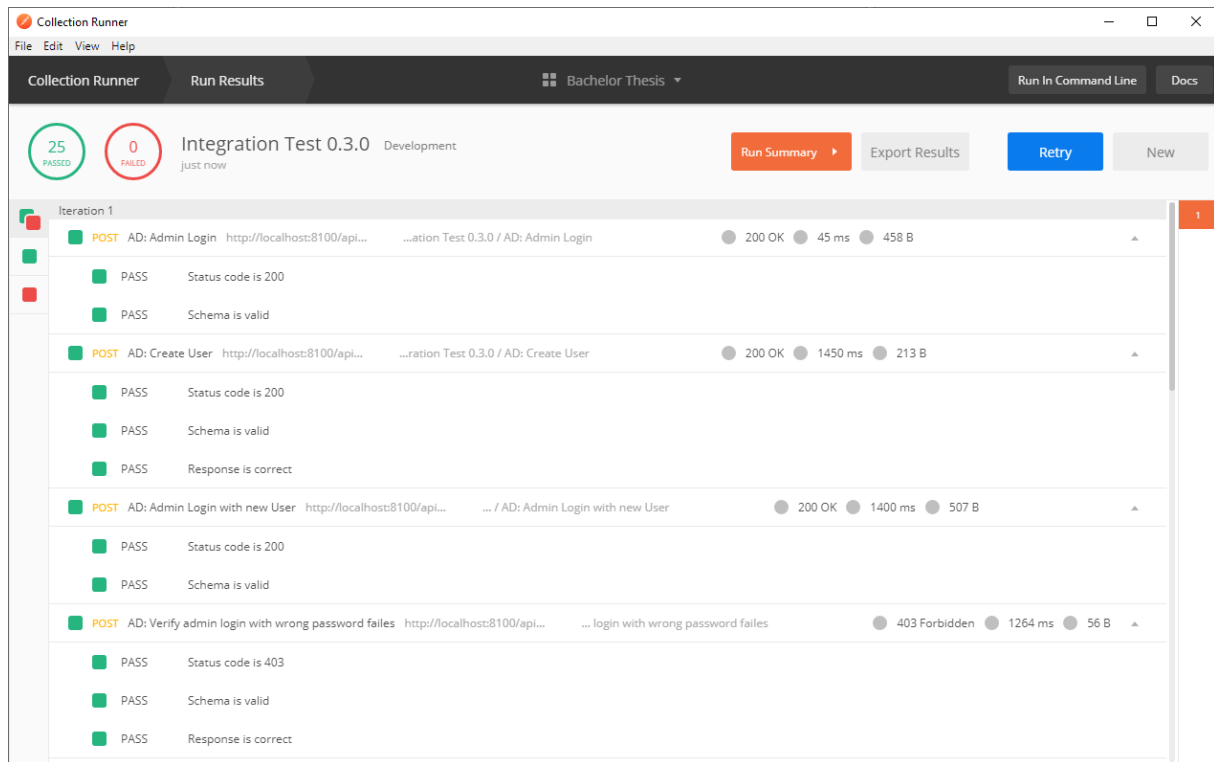 Collection Runner
File Edit View Help
Collection Runner Run Results Bachelor Thesis Run In Command Line Docs
25 PASSED 0 FAILED Integration Test 0.3.0 Development Run Summary Export Results Retry New
just now
Iteration 1 1
POST AD: Admin Login http://localhost:8100/api... ...ation Test 0.3.0 / AD: Admin Login 200 OK 45 ms 458 B
PASS Status code is 200
PASS Schema is valid
POST AD: Create User http://localhost:8100/api... ...ration Test 0.3.0 / AD: Create User 200 OK 1450 ms 213 B
PASS Status code is 200
PASS Schema is valid
PASS Response is correct
POST AD: Admin Login with new User http://localhost:8100/api... ... / AD: Admin Login with new User 200 OK 1400 ms 507 B
PASS Status code is 200
PASS Schema is valid
POST AD: Verify admin login with wrong password failes http://localhost:8100/api... ... login with wrong password failes 403 Forbidden 1264 ms 56 B
PASS Status code is 403
PASS Schema is valid
PASS Response is correct